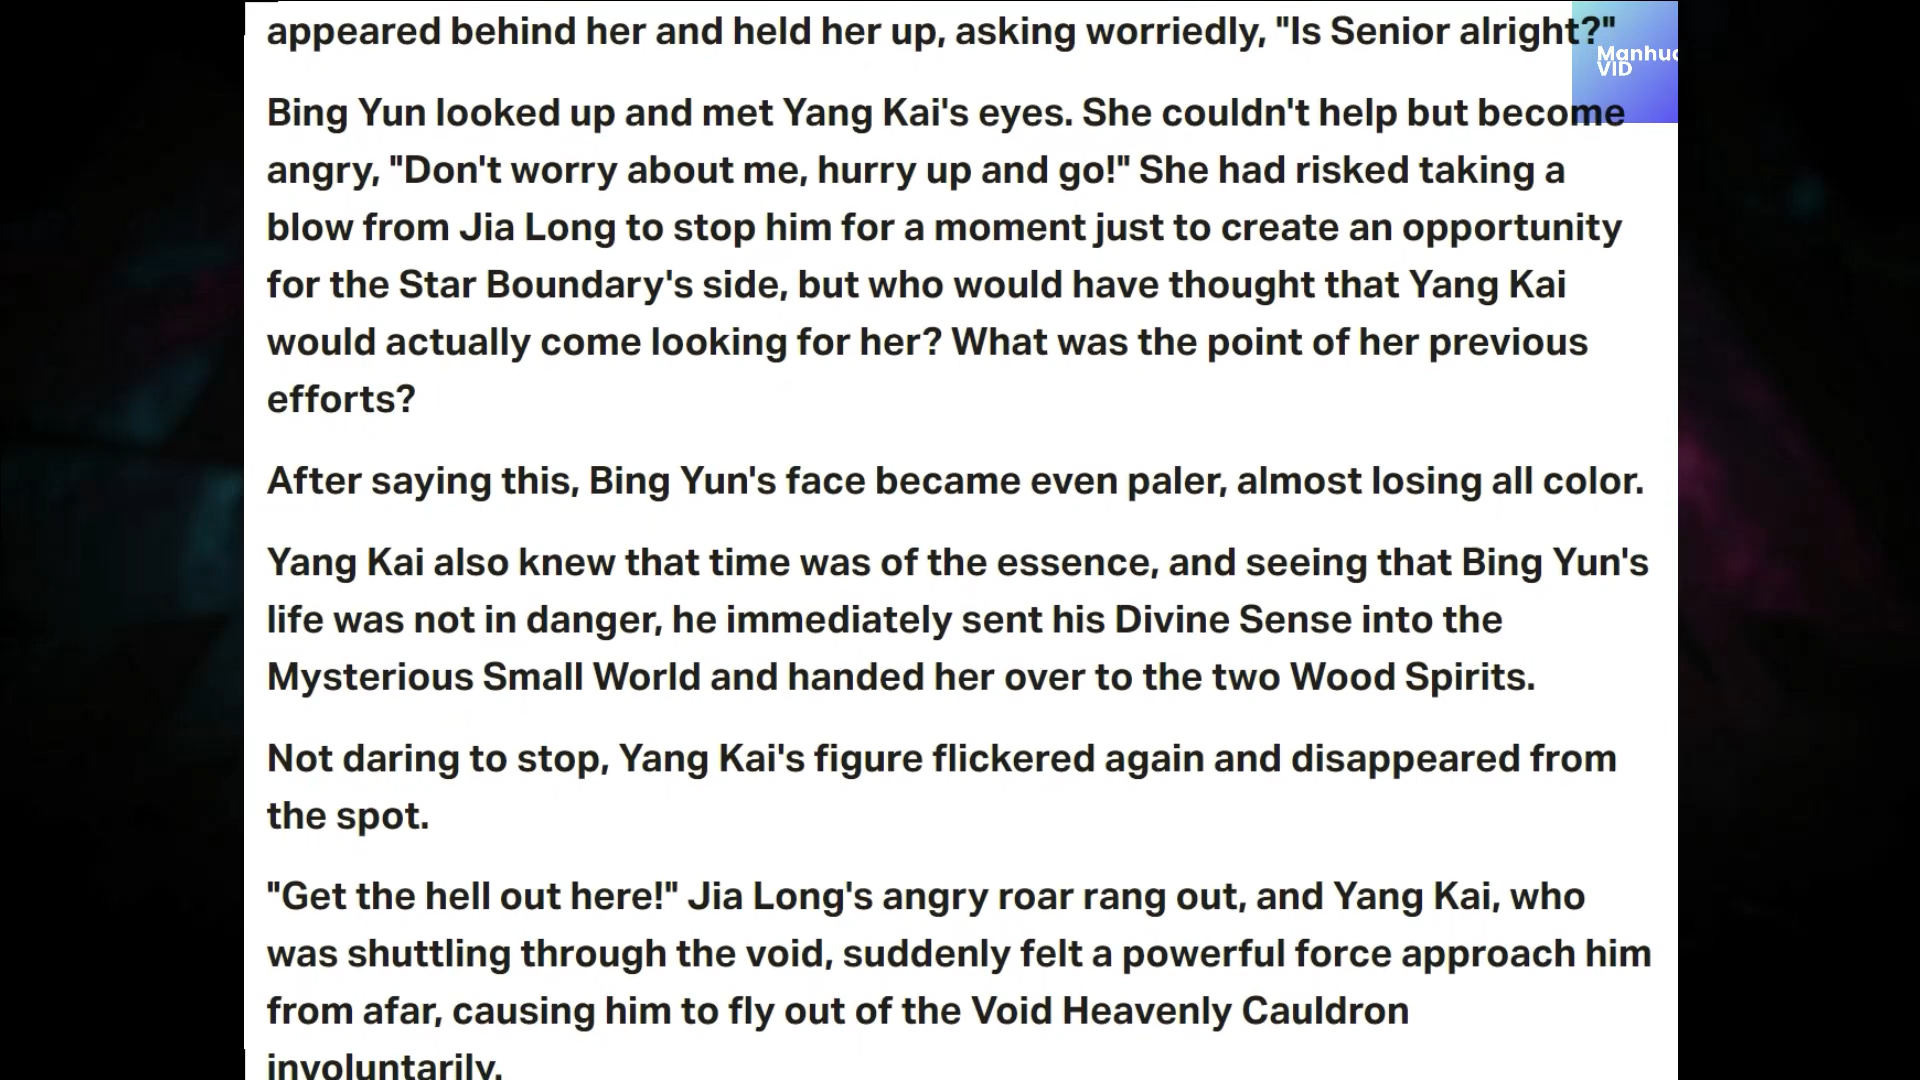 appeared behind her and held her up, asking worriedly, "Is Senior alright?"
Manhua
VID
Bing Yun looked up and met Yang Kai's eyes. She couldn't help but become
angry, "Don't worry about me, hurry up and go!" She had risked taking a
blow from Jia Long to stop him for a moment just to create an opportunity
for the Star Boundary's side, but who would have thought that Yang Kai
would actually come looking for her? What was the point of her previous
efforts?
After saying this, Bing Yun's face became even paler, almost losing all color.
Yang Kai also knew that time was of the essence, and seeing that Bing Yun's
life was not in danger, he immediately sent his Divine Sense into the
Mysterious Small World and handed her over to the two Wood Spirits.
Not daring to stop, Yang Kai's figure flickered again and disappeared from
the spot.
"Get the hell out here!" Jia Long's angry roar rang out, and Yang Kai, who
was shuttling through the void, suddenly felt a powerful force approach him
from afar, causing him to fly out of the Void Heavenly Cauldron
involuntarily.